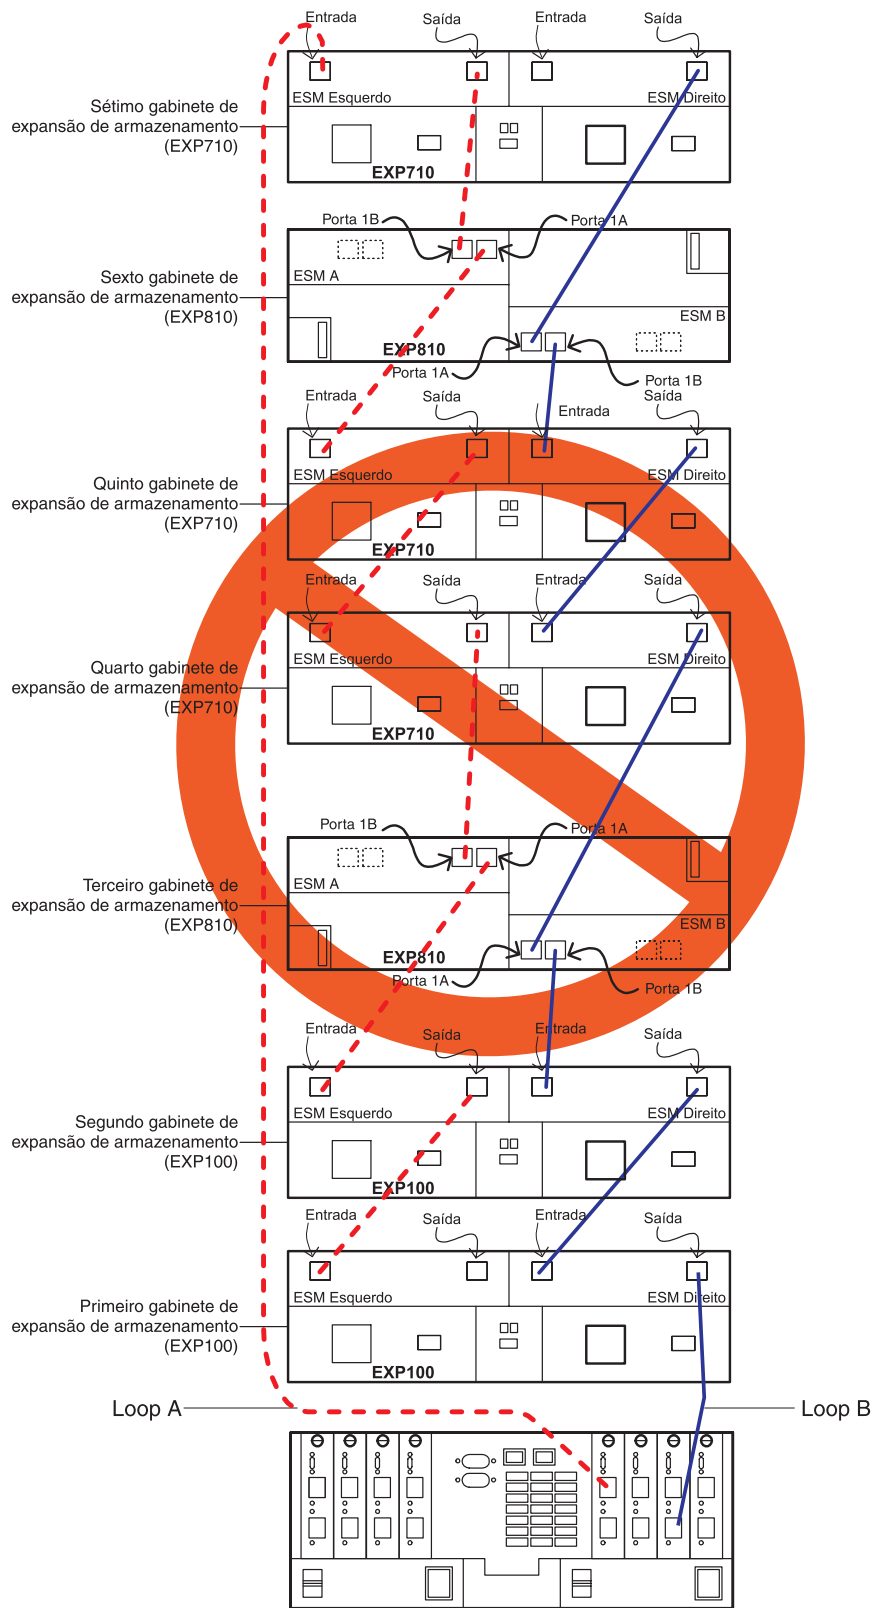 Entrada
Saída
Entrada
Saída
ESM Esquerdo
ESM Direito
Sétimo gabinete de
expansão de armazenamento
(EXP710)
EXP710
Porta 1B
Porta 1A
ESM A
Sexto gabinete de
expansão de armazenamento
(EXP810)
ESM B
EXP810
Porta 1A
Porta 1B
Entrada
Saída
Entrada
Saída
ESM Esquerdo
ESM Direito
Quinto gabinete de
expansão de armazenamento
(EXP710)
EXP710
Entrada
Saída
Entrada
Saída
ESM Esquerdo
ESM Direito
Quarto gabinete de
expansão de armazenamento
(EXP710)
EXP710
Porta 1B
Porta 1A
ESM A
Terceiro gabinete de
expansão de armazenamento
(EXP810)
ESM B
EXP810
Porta 1A
Porta 1B
Entrada
Saída
Entrada
Saída
ESM Esquerdo
ESM Direito
Segundo gabinete de
expansão de armazenamento
(EXP100)
EXP100
Entrada
Saída
Entrada
Saída
ESM Esquerdo
ESM Direito
Primeiro gabinete de
expansão de armazenamento
(EXP100)
EXP100
Loop A
Loop B